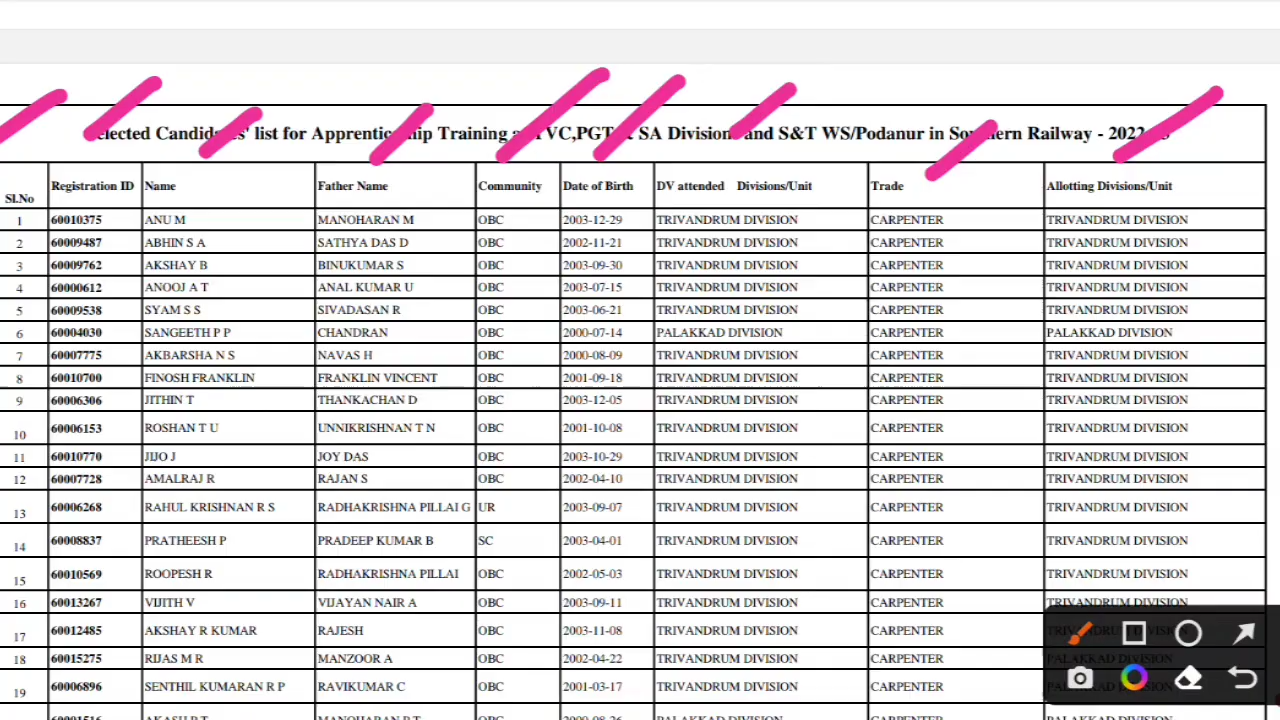 elected Candida s' list for Apprentic hip Training a VC,PGT & SA Division and S&T WS/Podanur in So hern Railway - 2022
Sl.No Registration ID Name Father Name Community Date of Birth DV attended Divisions/Unit Trade Allotting Divisions/Unit
1 60010375 ANU M MANOHARAN M OBC 2003-12-29 TRIVANDRUM DIVISION CARPENTER TRIVANDRUM DIVISION
2 60009487 ABHIN S A SATHYA DAS D OBC 2002-11-21 TRIVANDRUM DIVISION CARPENTER TRIVANDRUM DIVISION
3 60009762 AKSHAY B BINUKUMAR S OBC 2003-09-30 TRIVANDRUM DIVISION CARPENTER TRIVANDRUM DIVISION
4 60000612 ANOOJ A T ANAL KUMAR U OBC 2003-07-15 TRIVANDRUM DIVISION CARPENTER TRIVANDRUM DIVISION
5 60009538 SYAM S S SIVADASAN R OBC 2003-06-21 TRIVANDRUM DIVISION CARPENTER TRIVANDRUM DIVISION
6 60004030 SANGEETH P P CHANDRAN OBC 2000-07-14 PALAKKAD DIVISION CARPENTER PALAKKAD DIVISION
7 60007775 AKBARSHA N S NAVAS H OBC 2000-08-09 TRIVANDRUM DIVISION CARPENTER TRIVANDRUM DIVISION
8 60010700 FINOSH FRANKLIN FRANKLIN VINCENT OBC 2001-09-18 TRIVANDRUM DIVISION CARPENTER TRIVANDRUM DIVISION
9 60006306 JITHIN T THANKACHAN D OBC 2003-12-05 TRIVANDRUM DIVISION CARPENTER TRIVANDRUM DIVISION
10 60006153 ROSHAN T U UNNIKRISHNAN T N OBC 2001-10-08 TRIVANDRUM DIVISION CARPENTER TRIVANDRUM DIVISION
11 60010770 JIJO J JOY DAS OBC 2003-10-29 TRIVANDRUM DIVISION CARPENTER TRIVANDRUM DIVISION
12 60007728 AMALRAJ R RAJAN S OBC 2002-04-10 TRIVANDRUM DIVISION CARPENTER TRIVANDRUM DIVISION
13 60006268 RAHUL KRISHNAN R S RADHAKRISHNA PILLAI G UR 2003-09-07 TRIVANDRUM DIVISION CARPENTER TRIVANDRUM DIVISION
14 60008837 PRATHEESH P PRADEEP KUMAR B SC 2003-04-01 TRIVANDRUM DIVISION CARPENTER TRIVANDRUM DIVISION
15 60010569 ROOPESH R RADHAKRISHNA PILLAI OBC 2002-05-03 TRIVANDRUM DIVISION CARPENTER TRIVANDRUM DIVISION
16 60013267 VIJITH V VIJAYAN NAIR A OBC 2003-09-11 TRIVANDRUM DIVISION CARPENTER TRIVANDRUM DIVISION
17 60012485 AKSHAY R KUMAR RAJESH OBC 2003-11-08 TRIVANDRUM DIVISION CARPENTER TRIVANDRUM DIVISION
18 60015275 RIJAS M R MANZOOR A OBC 2002-04-22 TRIVANDRUM DIVISION CARPENTER PALAKKAD DIVISION
19 60006896 SENTHIL KUMARAN R P RAVIKUMAR C OBC 2001-03-17 TRIVANDRUM DIVISION CARPENTER PALAKKAD DIVISION